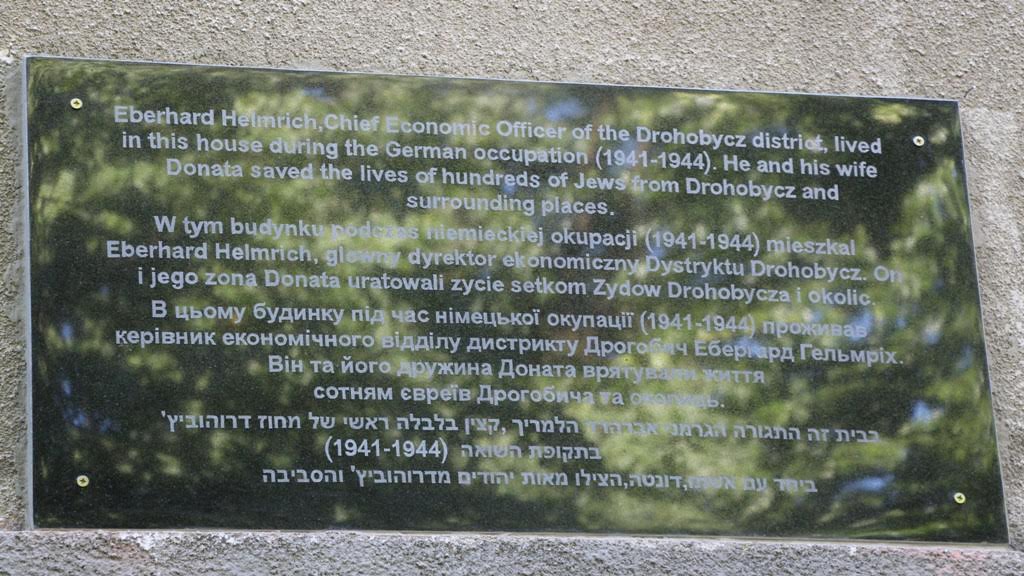 Eberhard Helmrich,Chief Economic Officer of the Drohobycz district, lived
in this house during the German occupation (1941-1944). He and his wife
Donata saved the lives of hundreds of Jews from Drohobycz and
surrounding places.
W tym budynku podczas niemieckiej okupacji (1941-1944) mieszkal
Eberhard Helmrich, glowny dyrektor ekonomiczny Dystryktu Drohobycz. On
i jego zona Donata uratowali zycie setkom Zydow Drohobycza i okolic.
В цьому будинку під час німецької окупації (1941-1944) проживав
керівник економічного відділу дистрикту Дрогобич Ебергард Гельмріх.
Він та його дружина Доната врятували життя
сотням євреїв Дрогобича та околиць.
בבית זה התגורה הגרמני אברהרד הלמריך ,קצין בלבלה ראשי של מחוז דרוהוביץ'
בתקופת השואה (1941-1944)
ביחד עם אשתו,דונטה,הצילו מאות יהודים מדרוהוביץ' והסביבה